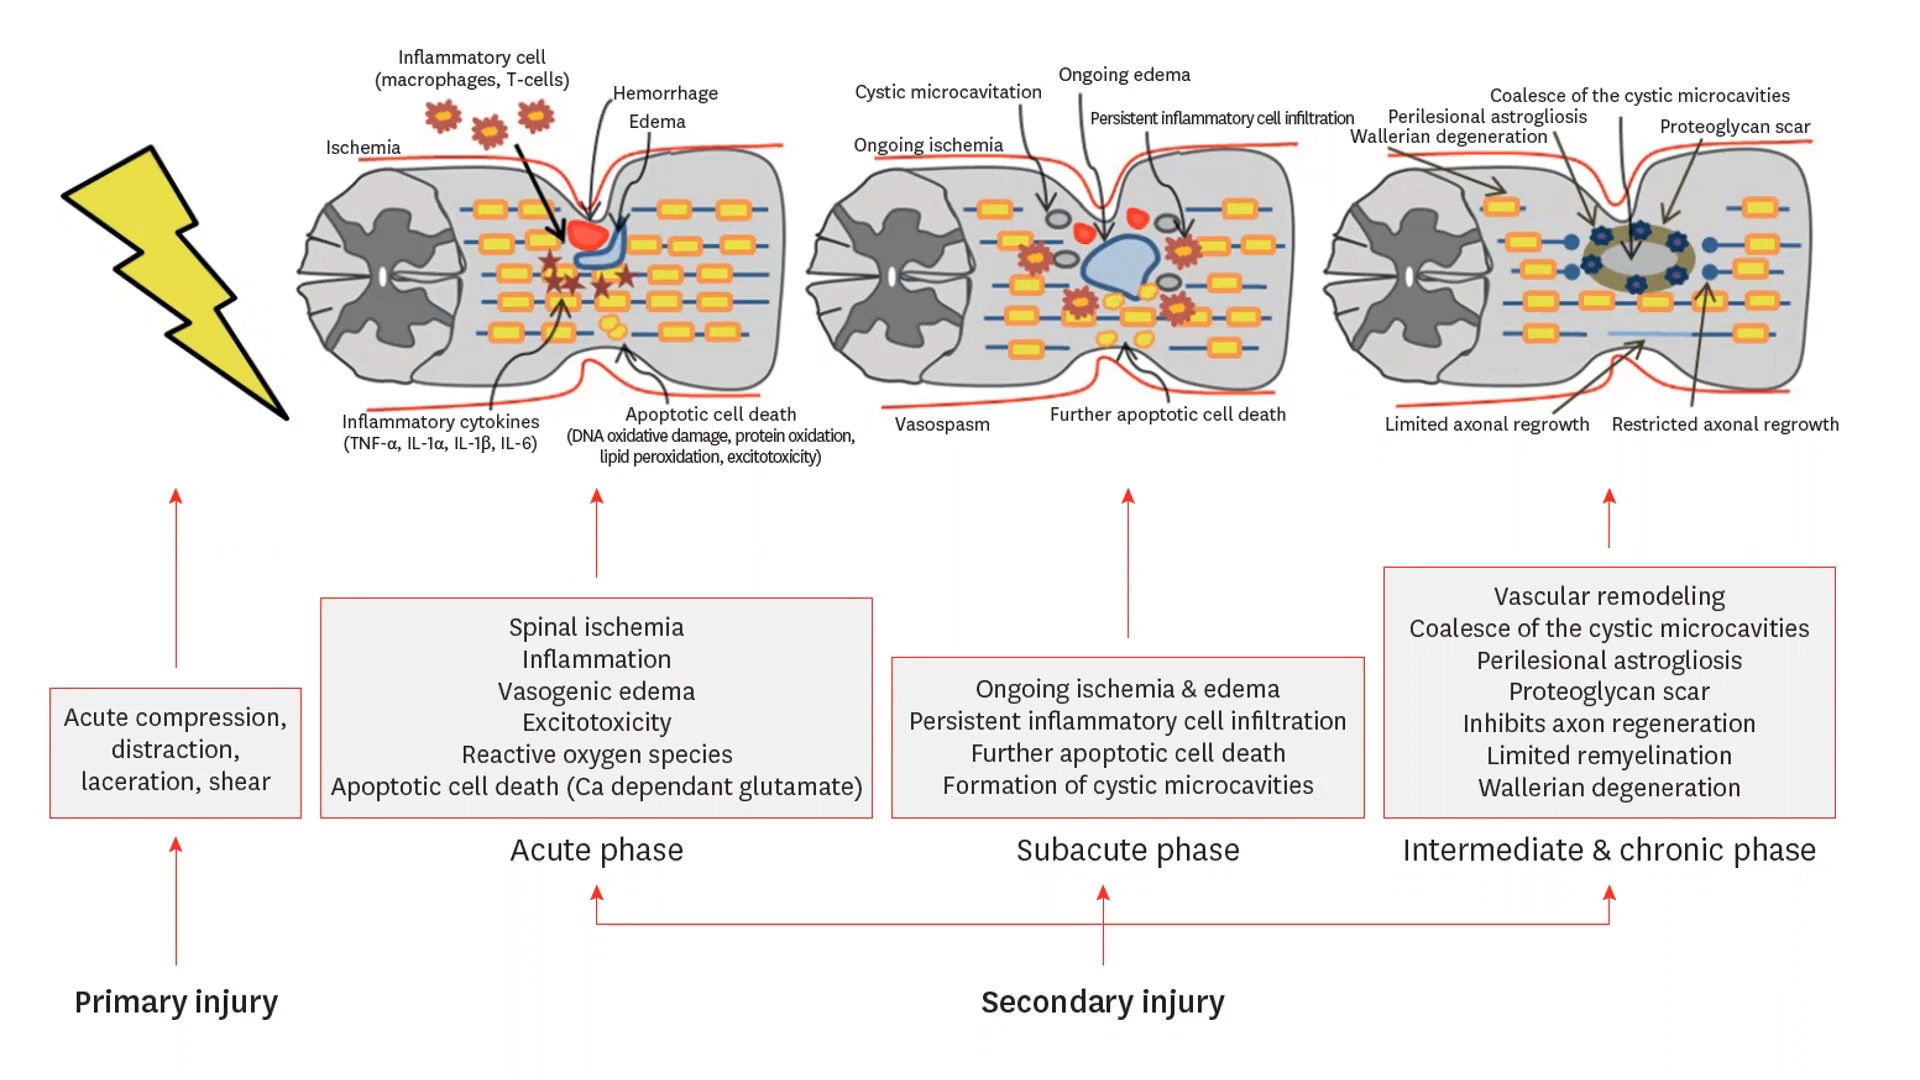 Inflammatory cell
(macrophages, T-cells)
Hemorrhage
Edema
Ischemia
Inflammatory cytokines
(TNF-α, IL-1α, IL-1β, IL-6)
Apoptotic cell death
(DNA oxidative damage, protein oxidation,
lipid peroxidation, excitotoxicity)
Ongoing edema
Cystic microcavitation
Persistent inflammatory cell infiltration
Ongoing ischemia
Vasospasm
Further apoptotic cell death
Coalesce of the cystic microcavities
Perilesional astrogliosis
Proteoglycan scar
Wallerian degeneration
Limited axonal regrowth
Restricted axonal regrowth
Acute compression,
distraction,
laceration, shear
Spinal ischemia
Inflammation
Vasogenic edema
Excitotoxicity
Reactive oxygen species
Apoptotic cell death (Ca dependant glutamate)
Ongoing ischemia & edema
Persistent inflammatory cell infiltration
Further apoptotic cell death
Formation of cystic microcavities
Vascular remodeling
Coalesce of the cystic microcavities
Perilesional astrogliosis
Proteoglycan scar
Inhibits axon regeneration
Limited remyelination
Wallerian degeneration
Acute phase
Subacute phase
Intermediate & chronic phase
Primary injury
Secondary injury